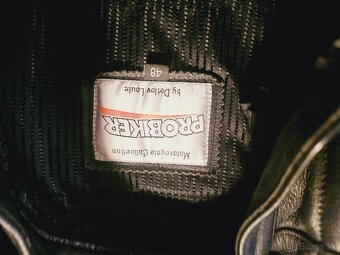 Motorcycle Collection
PROBIKER
by Detlev Louis
48